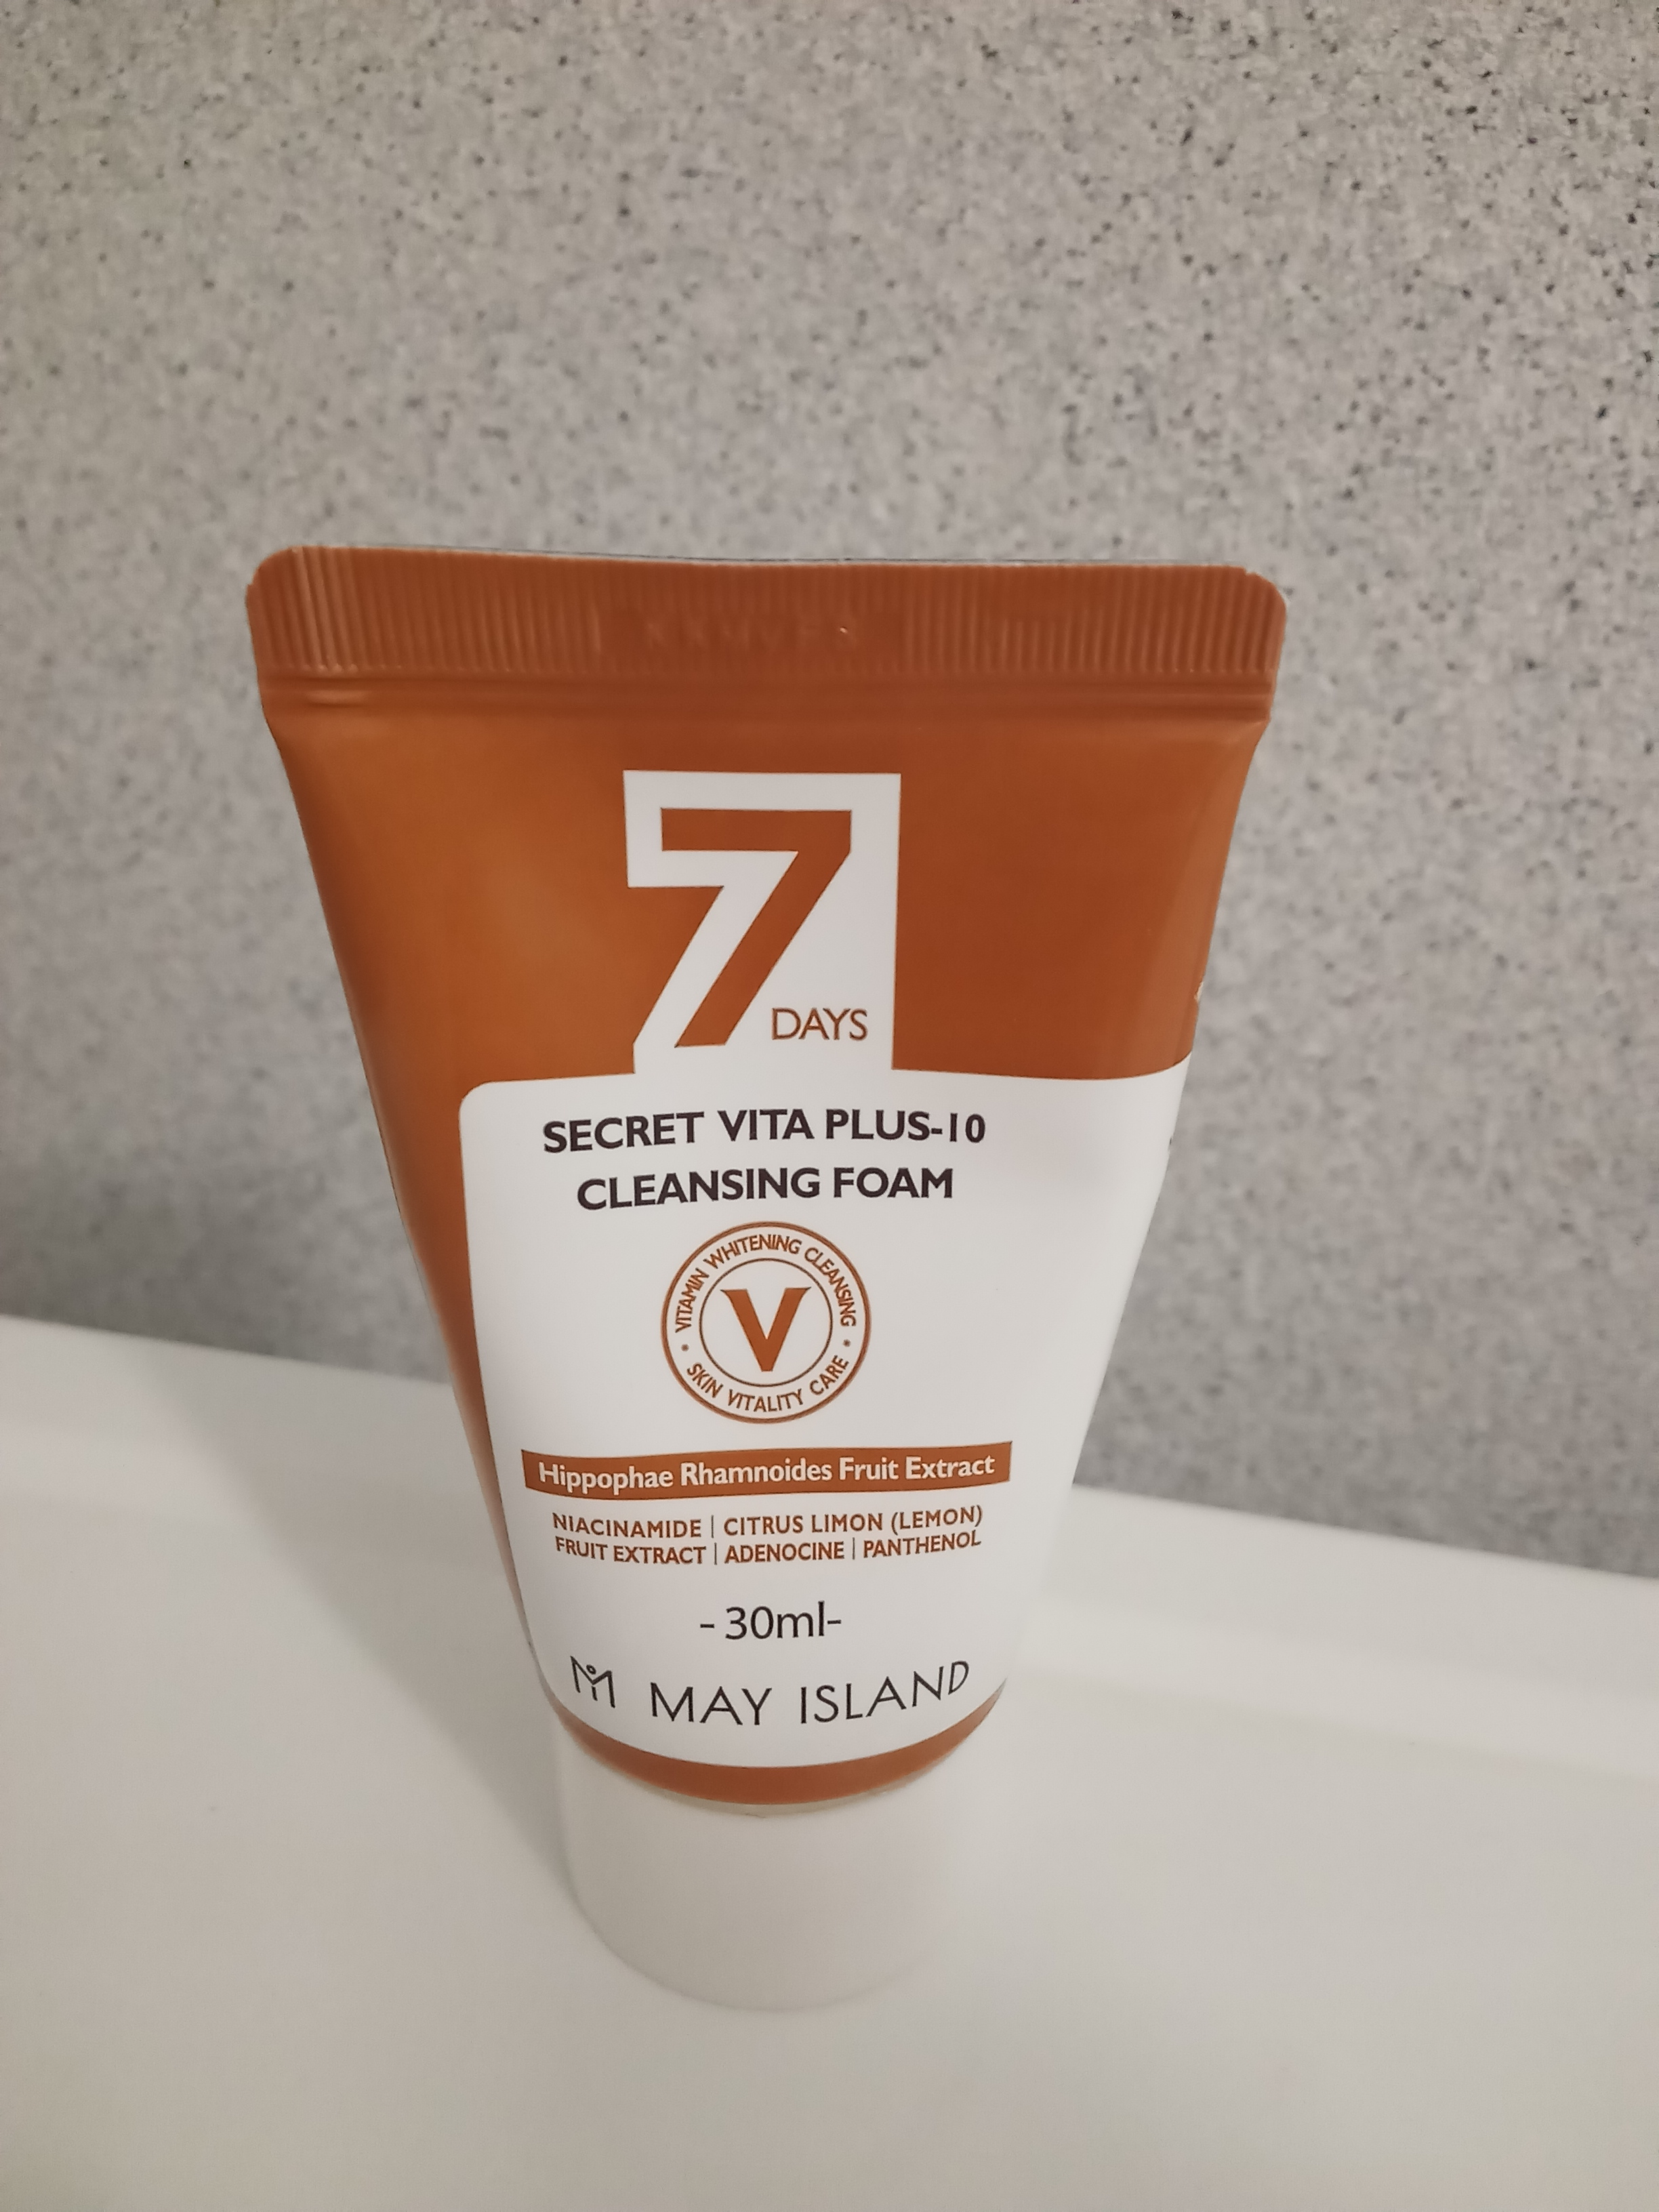 7
DAYS
SECRET VITA PLUS-10
CLEANSING FOAM
VITAMIN WHITENING CLEANSING
V
• SKIN VITALITY CARE •
Hippophae Rhamnoides Fruit Extract
NIACINAMIDE | CITRUS LIMON (LEMON)
FRUIT EXTRACT | ADENOCINE | PANTHENOL
- 30ml-
MAY ISLAND